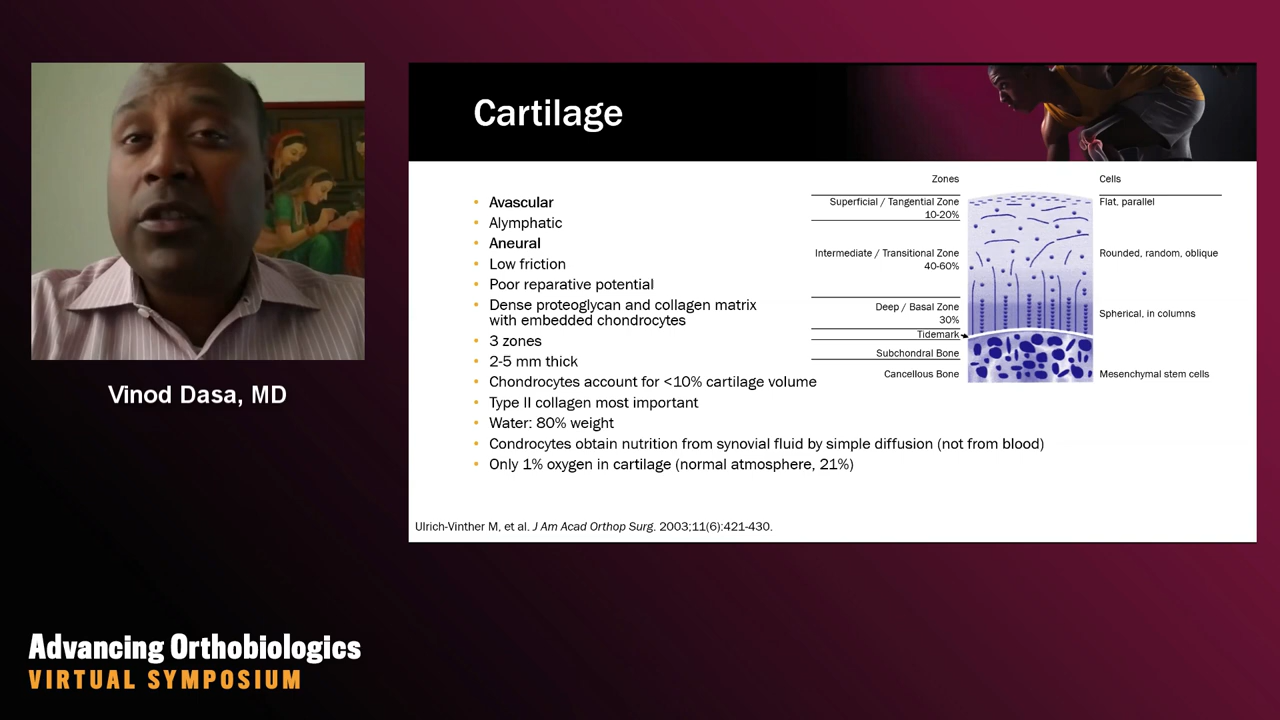 Vinod Dasa, MD
Advancing Orthobiologics
VIRTUAL SYMPOSIUM
Cartilage
• Avascular
• Alymphatic
• Aneural
• Low friction
• Poor reparative potential
• Dense proteoglycan and collagen matrix
with embedded chondrocytes
• 3 zones
• 2-5 mm thick
• Chondrocytes account for <10% cartilage volume
• Type II collagen most important
• Water: 80% weight
• Condrocytes obtain nutrition from synovial fluid by simple diffusion (not from blood)
• Only 1% oxygen in cartilage (normal atmosphere, 21%)
Zones
Superficial / Tangential Zone
10-20%
Intermediate / Transitional Zone
40-60%
Deep / Basal Zone
30%
Tidemark
Subchondral Bone
Cancellous Bone
Cells
Flat, parallel
Rounded, random, oblique
Spherical, in columns
Mesenchymal stem cells
Ulrich-Vinther M, et al. J Am Acad Orthop Surg. 2003;11(6):421-430.